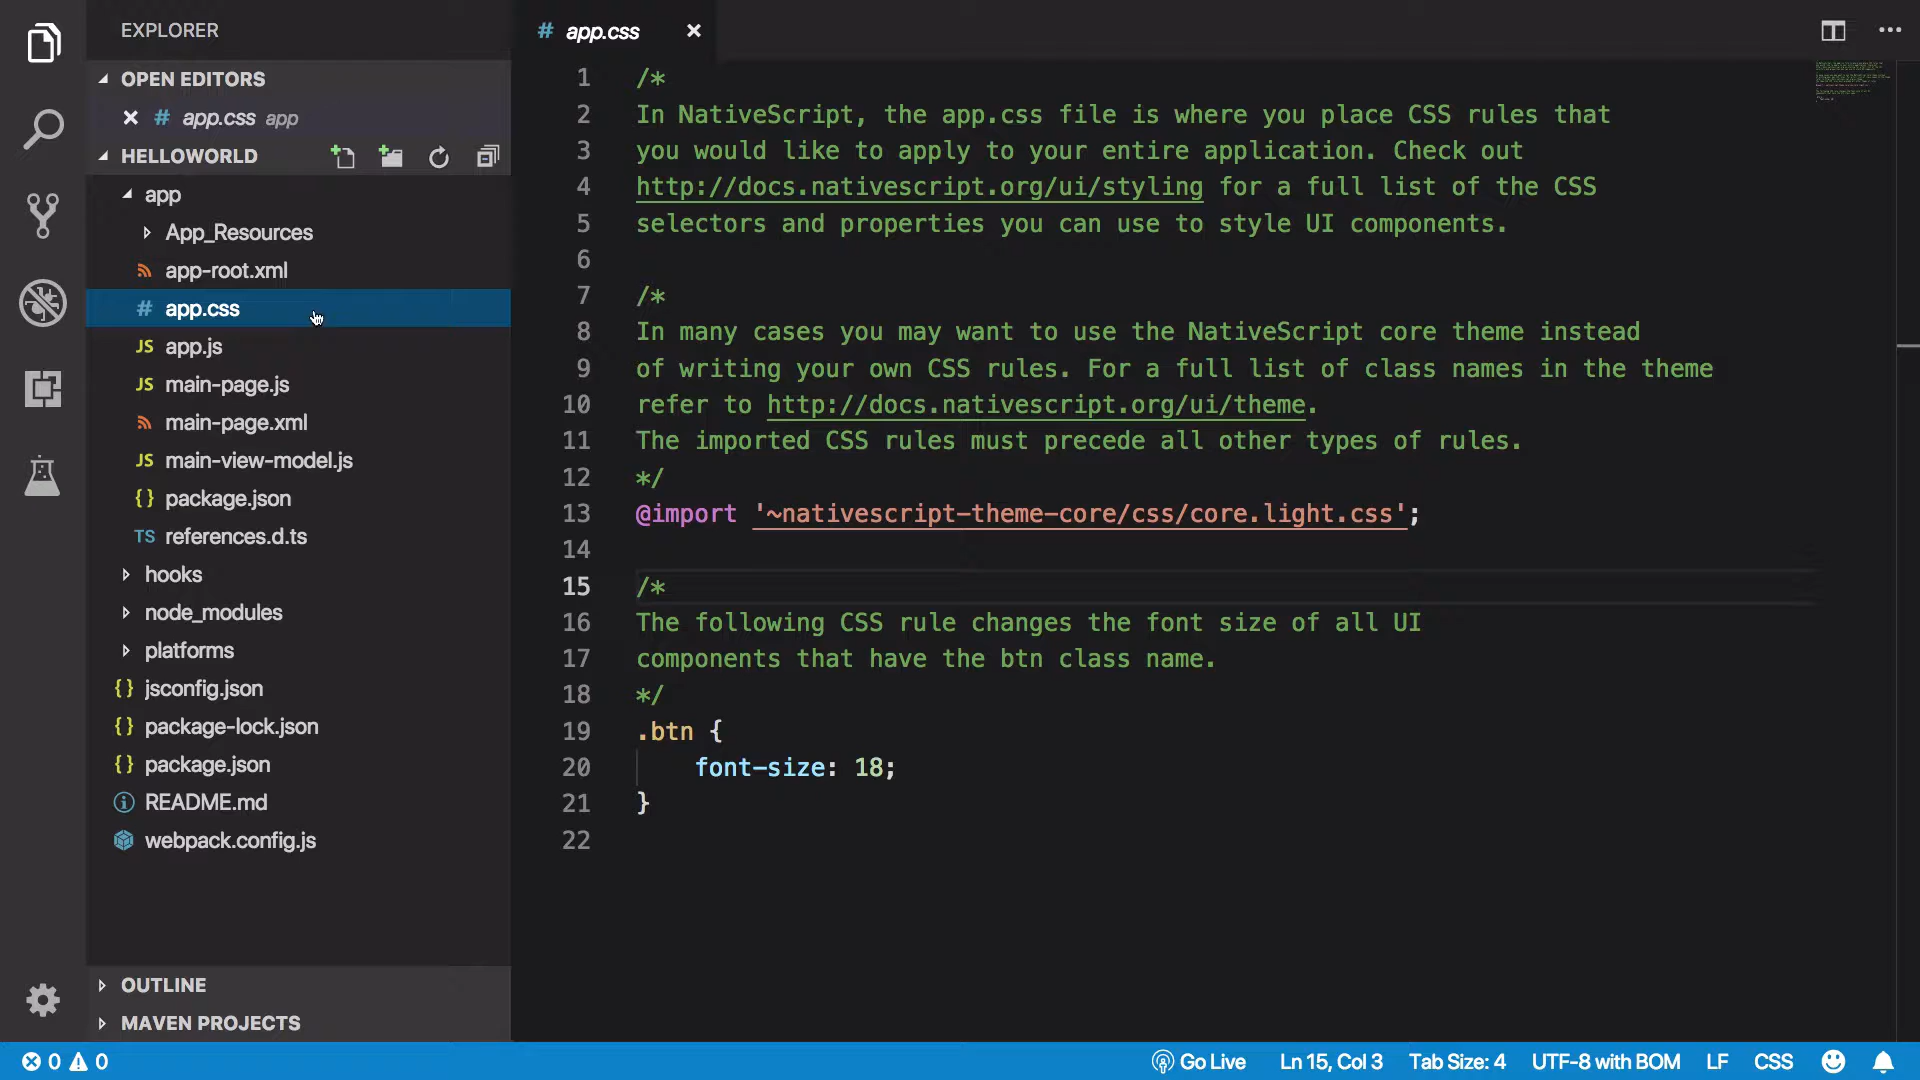 EXPLORER
OPEN EDITORS
# app.css app
HELLOWORLD
app
App_Resources
app-root.xml
# app.css
JS app.js
JS main-page.js
main-page.xml
JS main-view-model.js
{} package.json
TS references.d.ts
hooks
node_modules
platforms
{} jsconfig.json
{} package-lock.json
{} package.json
README.md
webpack.config.js
OUTLINE
MAVEN PROJECTS
# app.css
1 /*
2 In NativeScript, the app.css file is where you place CSS rules that
3 you would like to apply to your entire application. Check out
4 http://docs.nativescript.org/ui/styling for a full list of the CSS
5 selectors and properties you can use to style UI components.
6
7 /*
8 In many cases you may want to use the NativeScript core theme instead
9 of writing your own CSS rules. For a full list of class names in the theme
10 refer to http://docs.nativescript.org/ui/theme.
11 The imported CSS rules must precede all other types of rules.
12 */
13 @import '~nativescript-theme-core/css/core.light.css';
14
15 /*
16 The following CSS rule changes the font size of all UI
17 components that have the btn class name.
18 */
19 .btn {
20 font-size: 18;
21 }
22
0 0 Go Live Ln 15, Col 3 Tab Size: 4 UTF-8 with BOM LF CSS